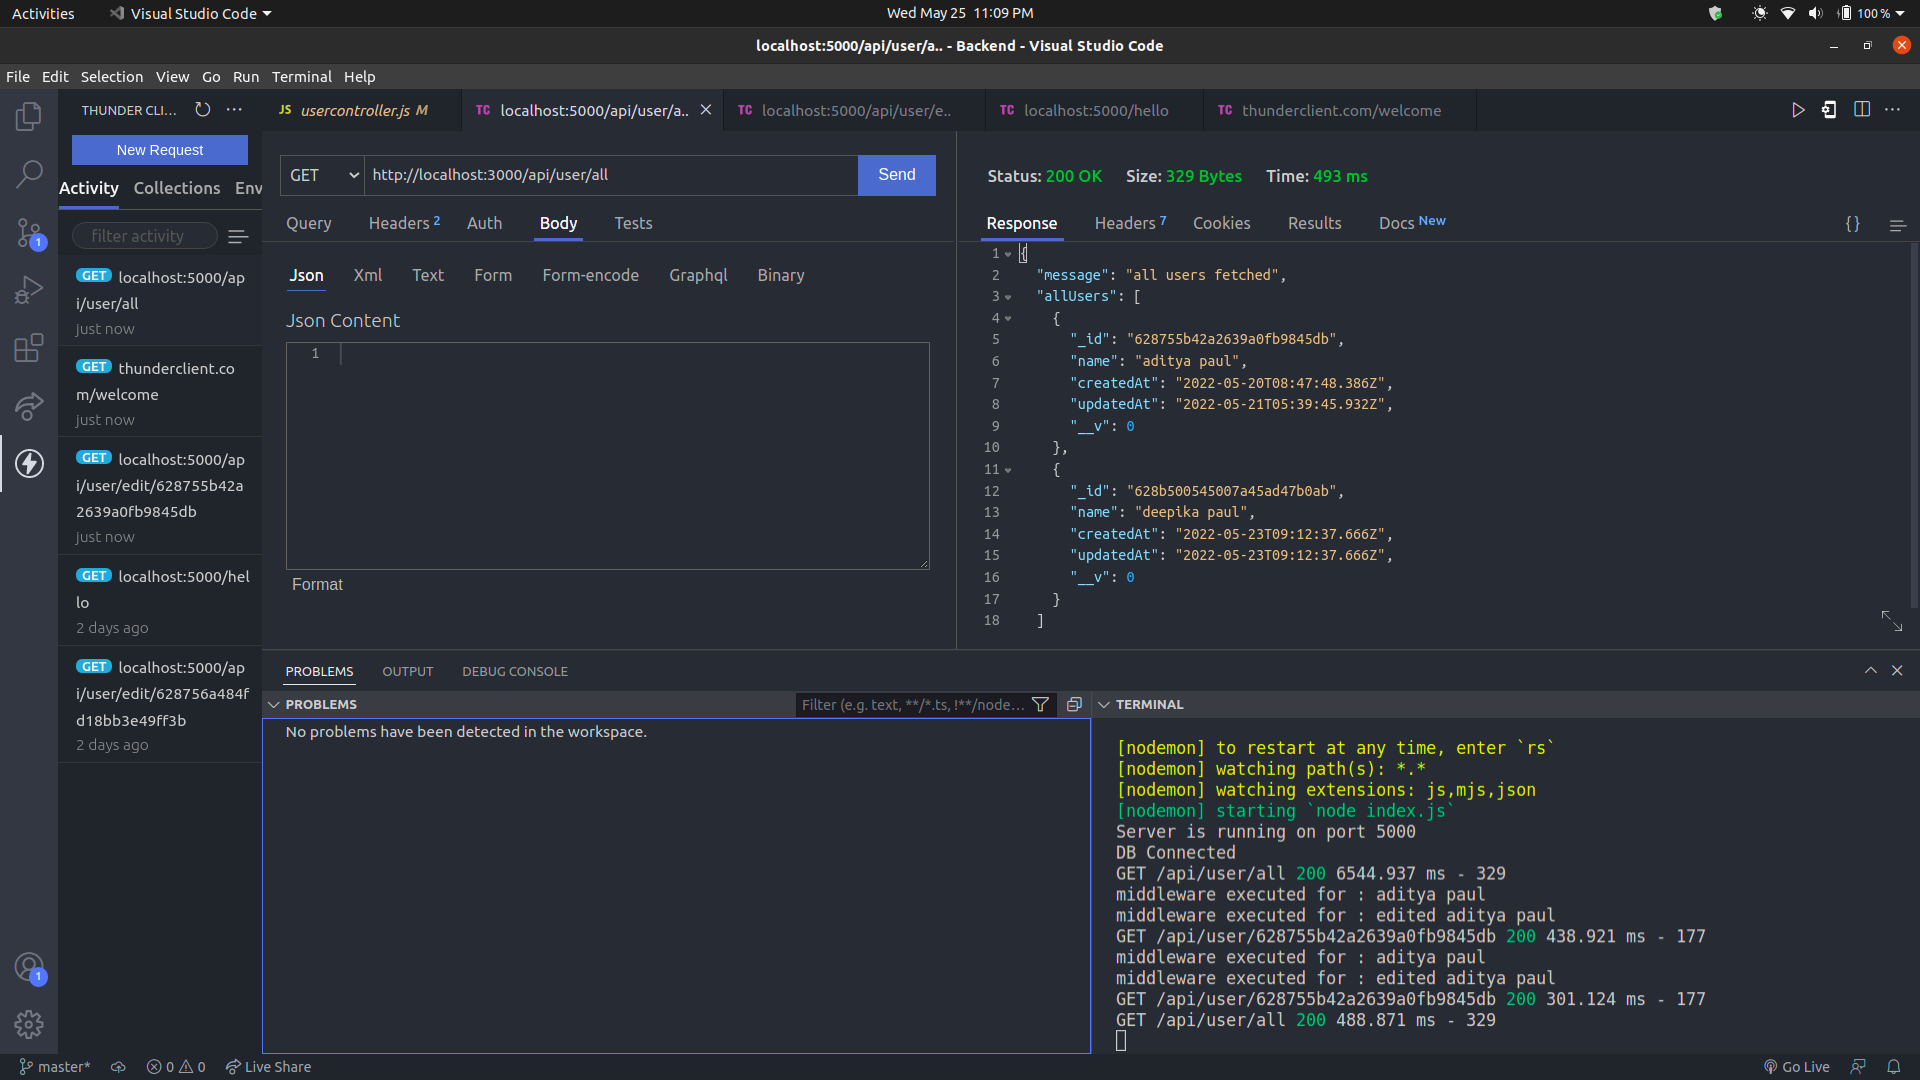 Activities
Visual Studio Code
Wed May 25 11:09 PM
100 %
localhost:5000/api/user/a.. - Backend - Visual Studio Code
File Edit Selection View Go Run Terminal Help
THUNDER CLI...
New Request
Activity Collections Env
filter activity
GET localhost:5000/ap
i/user/all
just now
GET thunderclient.co
m/welcome
just now
GET localhost:5000/ap
i/user/edit/628755b42a
2639a0fb9845db
just now
GET localhost:5000/hel
lo
2 days ago
GET localhost:5000/ap
i/user/edit/628756a484f
d18bb3e49ff3b
2 days ago
1
1
JS usercontroller.js M
TC localhost:5000/api/user/a..
TC localhost:5000/api/user/e..
TC localhost:5000/hello
TC thunderclient.com/welcome
GET http://localhost:3000/api/user/all Send
Query Headers 2 Auth Body Tests
Json Xml Text Form Form-encode Graphql Binary
Json Content
1
Format
Status: 200 OK Size: 329 Bytes Time: 493 ms
Response Headers 7 Cookies Results Docs New
{}
1 {
2 "message": "all users fetched",
3 "allUsers": [
4 {
5 "_id": "628755b42a2639a0fb9845db",
6 "name": "aditya paul",
7 "createdAt": "2022-05-20T08:47:48.386Z",
8 "updatedAt": "2022-05-21T05:39:45.932Z",
9 "__v": 0
10 },
11 {
12 "_id": "628b500545007a45ad47b0ab",
13 "name": "deepika paul",
14 "createdAt": "2022-05-23T09:12:37.666Z",
15 "updatedAt": "2022-05-23T09:12:37.666Z",
16 "__v": 0
17 }
18 ]
PROBLEMS OUTPUT DEBUG CONSOLE
PROBLEMS
Filter (e.g. text, **/*.ts, !**/node...
No problems have been detected in the workspace.
TERMINAL
[nodemon] to restart at any time, enter `rs`
[nodemon] watching path(s): *.*
[nodemon] watching extensions: js,mjs,json
[nodemon] starting `node index.js`
Server is running on port 5000
DB Connected
GET /api/user/all 200 6544.937 ms - 329
middleware executed for : aditya paul
middleware executed for : edited aditya paul
GET /api/user/628755b42a2639a0fb9845db 200 438.921 ms - 177
middleware executed for : aditya paul
middleware executed for : edited aditya paul
GET /api/user/628755b42a2639a0fb9845db 200 301.124 ms - 177
GET /api/user/all 200 488.871 ms - 329
master* 0 0 Live Share
Go Live